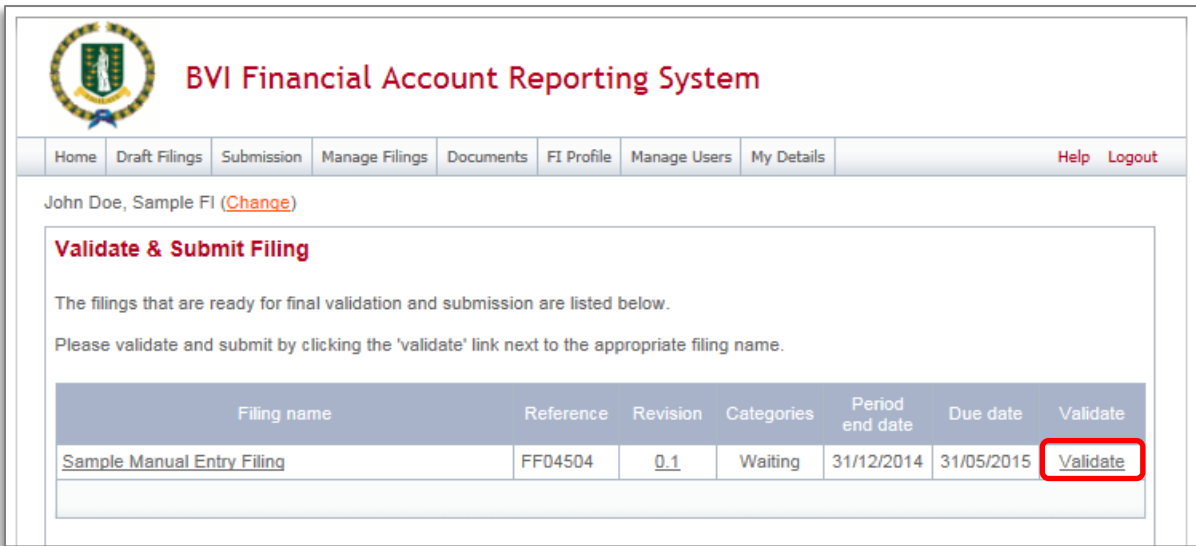 BVI Financial Account Reporting System
Home Draft Filings Submission Manage Filings Documents FI Profile Manage Users My Details Help Logout
John Doe, Sample FI (Change)
Validate & Submit Filing
The filings that are ready for final validation and submission are listed below.
Please validate and submit by clicking the 'validate' link next to the appropriate filing name.
Filing name Reference Revision Categories Period end date Due date Validate
Sample Manual Entry Filing FF04504 0.1 Waiting 31/12/2014 31/05/2015 Validate